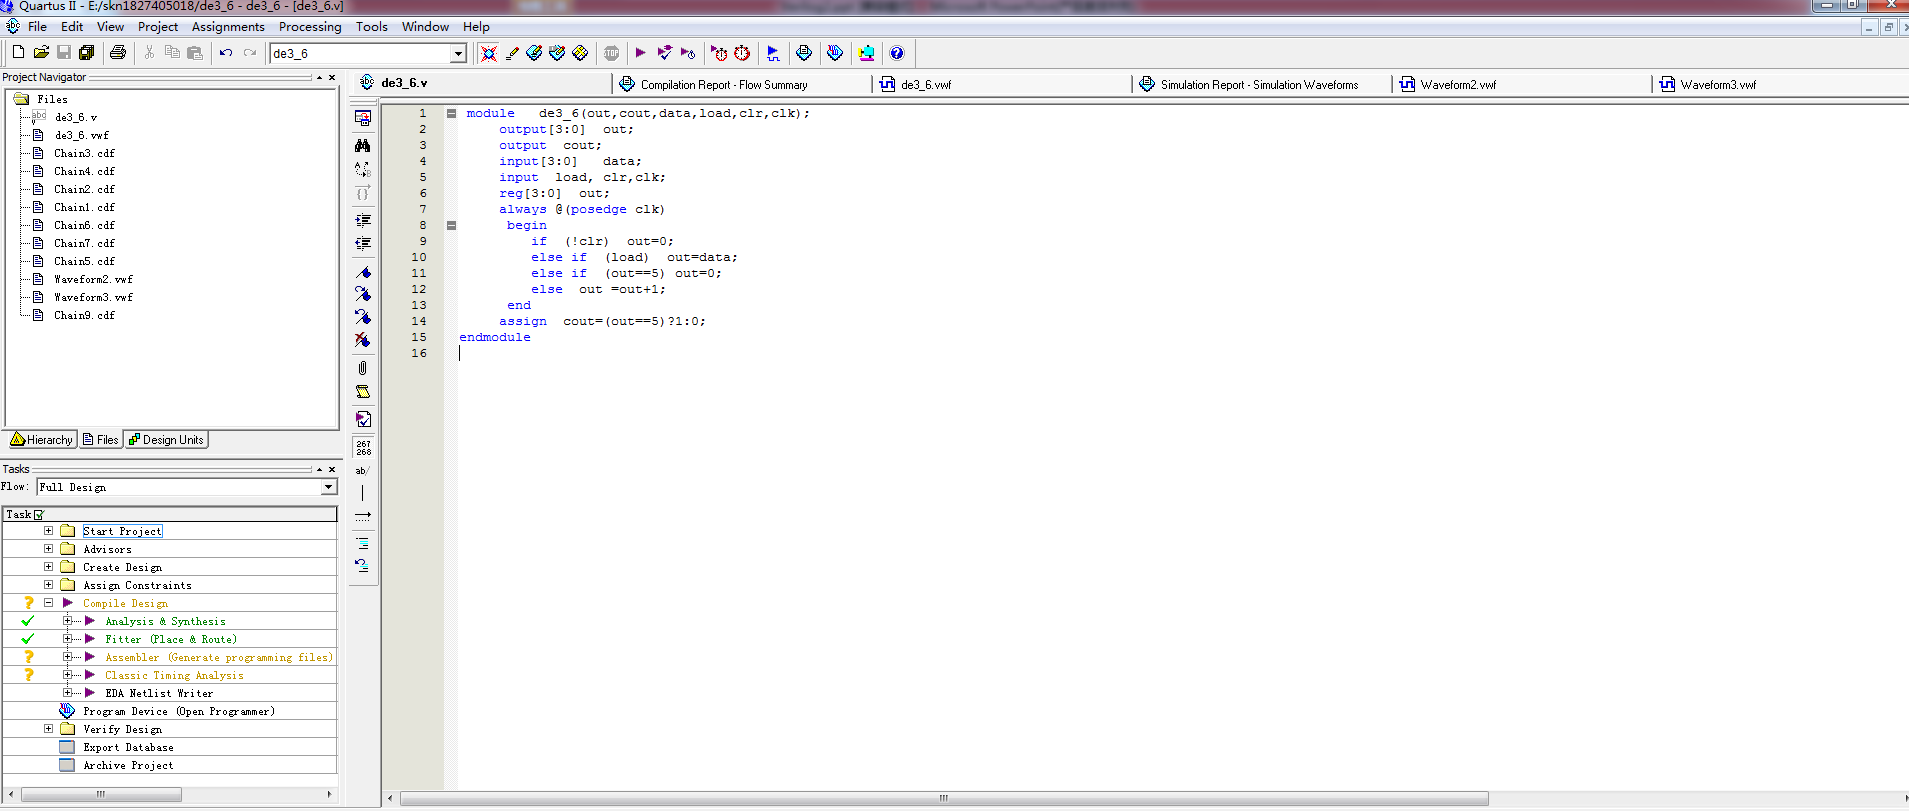 Quartus II - E:/skn1827405018/de3_6 - de3_6 - [de3_6.v]
File Edit View Project Assignments Processing Tools Window Help
de3_6
Project Navigator
Files
de3_6.v
de3_6.vwf
Chain3.cdf
Chain4.cdf
Chain2.cdf
Chain1.cdf
Chain6.cdf
Chain7.cdf
Chain5.cdf
Waveform2.vwf
Waveform3.vwf
Chain9.cdf
Hierarchy Files Design Units
Tasks
Flow: Full Design
Task
Start Project
Advisors
Create Design
Assign Constraints
Compile Design
Analysis & Synthesis
Fitter (Place & Route)
Assembler (Generate programming files)
Classic Timing Analysis
EDA Netlist Writer
Program Device (Open Programmer)
Verify Design
Export Database
Archive Project
de3_6.v Compilation Report - Flow Summary de3_6.vwf Simulation Report - Simulation Waveforms Waveform2.vwf Waveform3.vwf
267
268
ab/
1 module de3_6(out,cout,data,load,clr,clk);
2 output[3:0] out;
3 output cout;
4 input[3:0] data;
5 input load, clr,clk;
6 reg[3:0] out;
7 always @(posedge clk)
8 begin
9 if (!clr) out=0;
10 else if (load) out=data;
11 else if (out==5) out=0;
12 else out =out+1;
13 end
14 assign cout=(out==5)?1:0;
15 endmodule
16